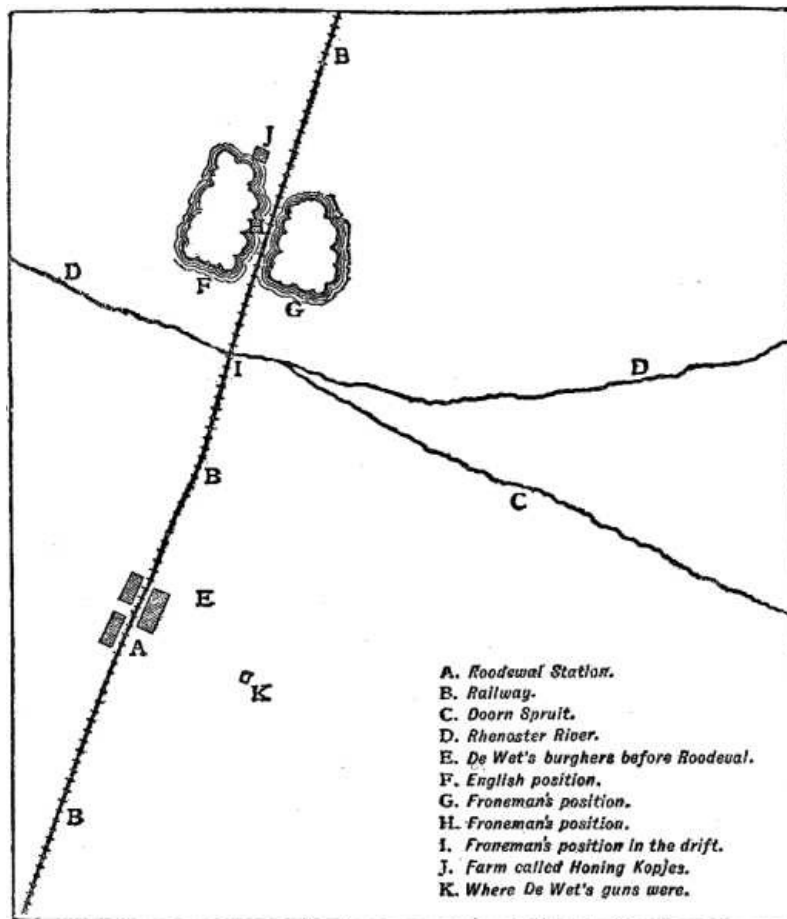 B
J
H
D
F
G
I
D
B
C
E
A
K
B
A. Roodewal Station.
B. Railway.
C. Doorn Spruit.
D. Rhenoster River.
E. De Wet's burghers before Roodeval.
F. English position.
G. Froneman's position.
H. Froneman's position.
I. Froneman's position in the drift.
J. Farm called Honing Kopjes.
K. Where De Wet's guns were.